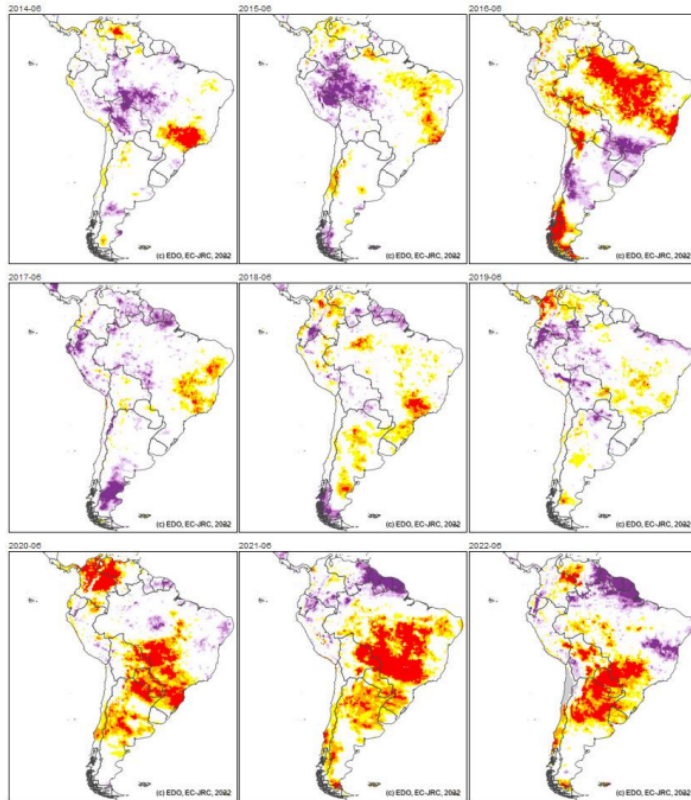 2014-06
2015-06
2016-06
(c) EDO, EC-JRC, 2022
(c) EDO, EC-JRC, 2022
(c) EDO, EC-JRC, 2022
2017-06
2018-06
2019-06
(c) EDO, EC-JRC, 2022
(c) EDO, EC-JRC, 2022
(c) EDO, EC-JRC, 2022
2020-06
2021-06
2022-06
(c) EDO, EC-JRC, 2022
(c) EDO, EC-JRC, 2022
(c) EDO, EC-JRC, 2022